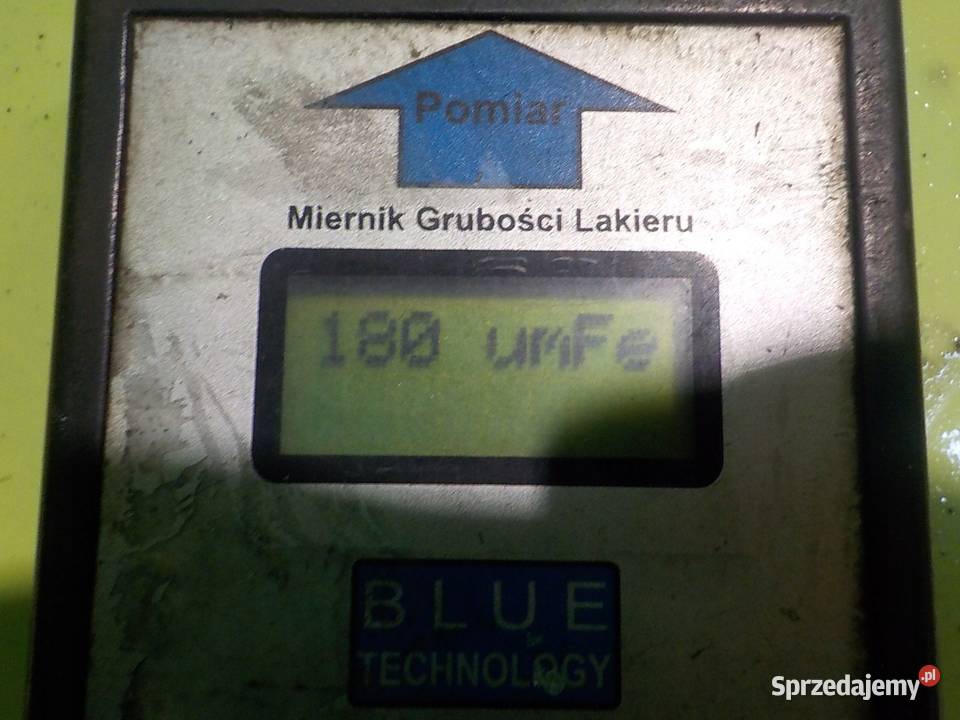 Pomiar
Miernik Grubości Lakieru
180 umFe
BLUE
TECHNOLOGY
Sprzedajemy.pl